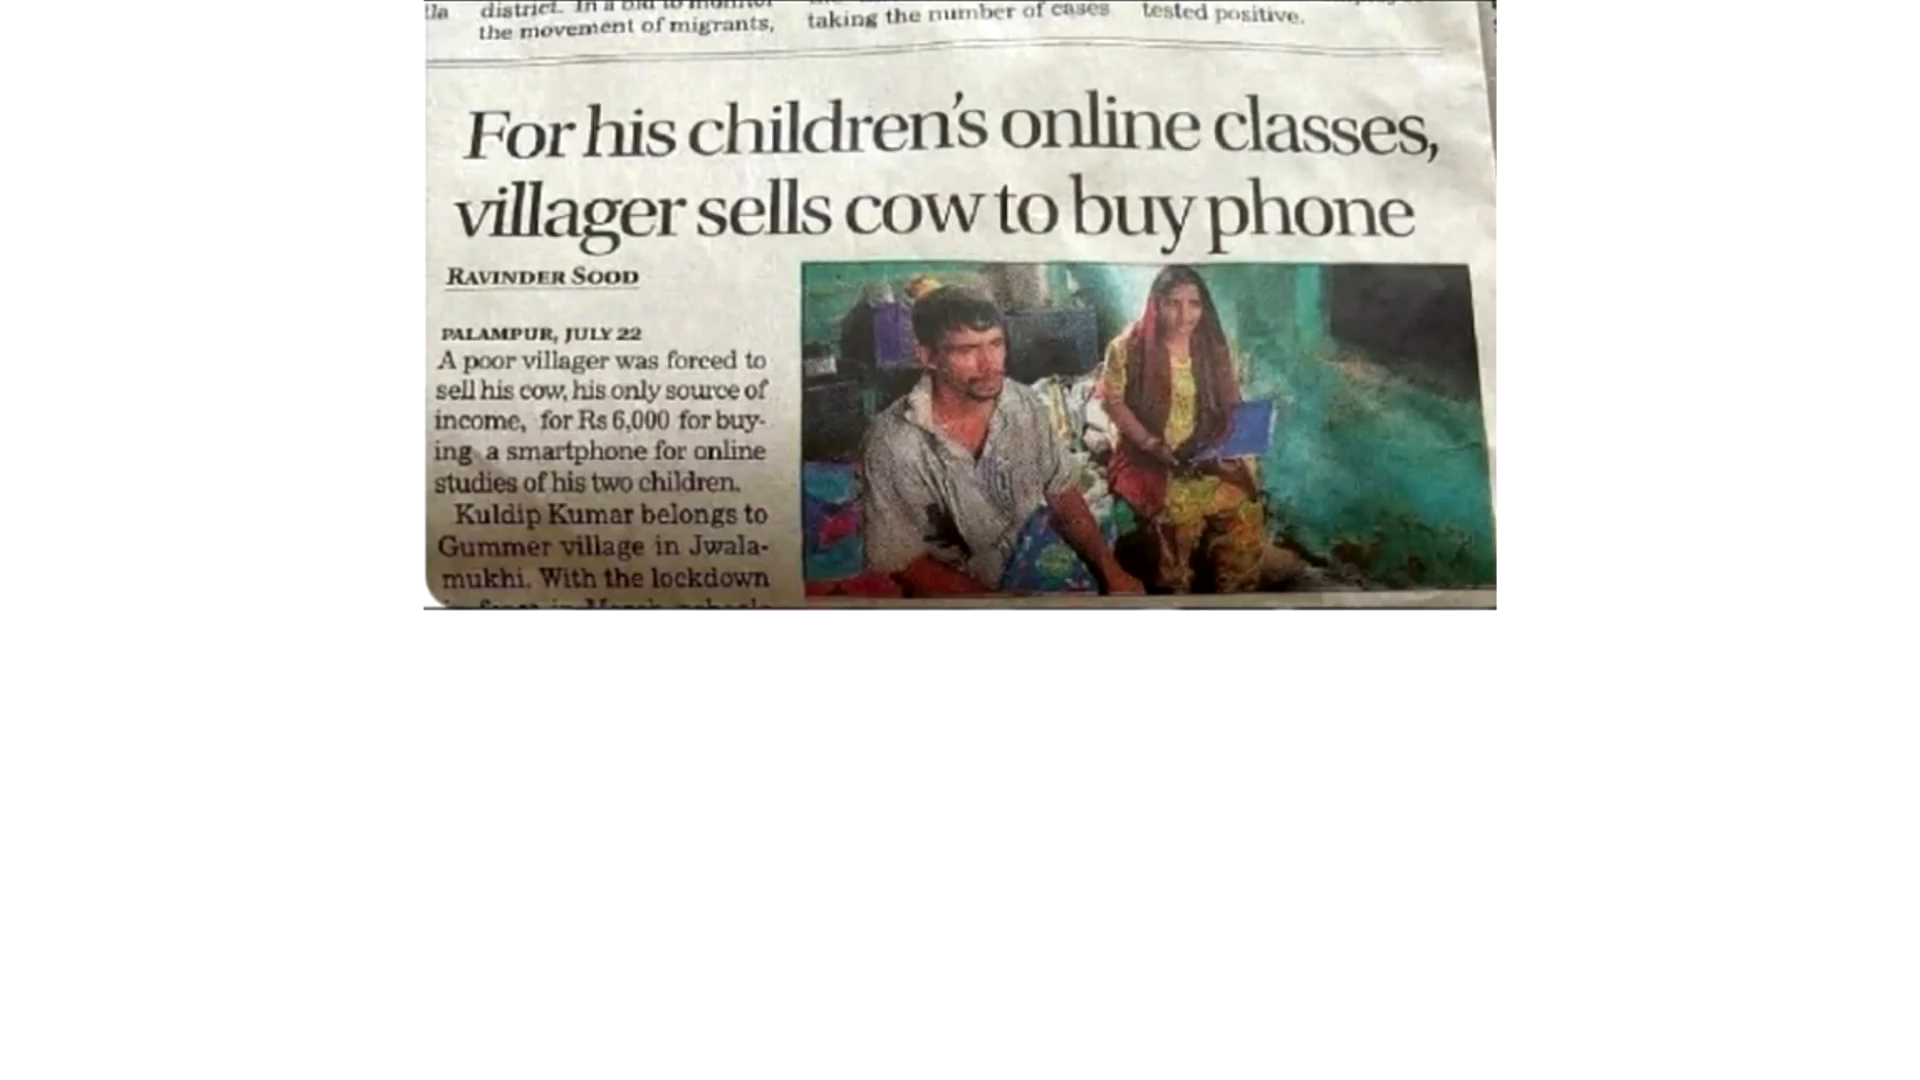 district. In a bid to monitor
the movement of migrants,
taking the number of cases
tested positive.
For his children's online classes,
villager sells cow to buy phone
RAVINDER SOOD
PALAMPUR, JULY 22
A poor villager was forced to
sell his cow, his only source of
income, for Rs 6,000 for buy-
ing a smartphone for online
studies of his two children.
Kuldip Kumar belongs to
Gummer village in Jwala-
mukhi. With the lockdown